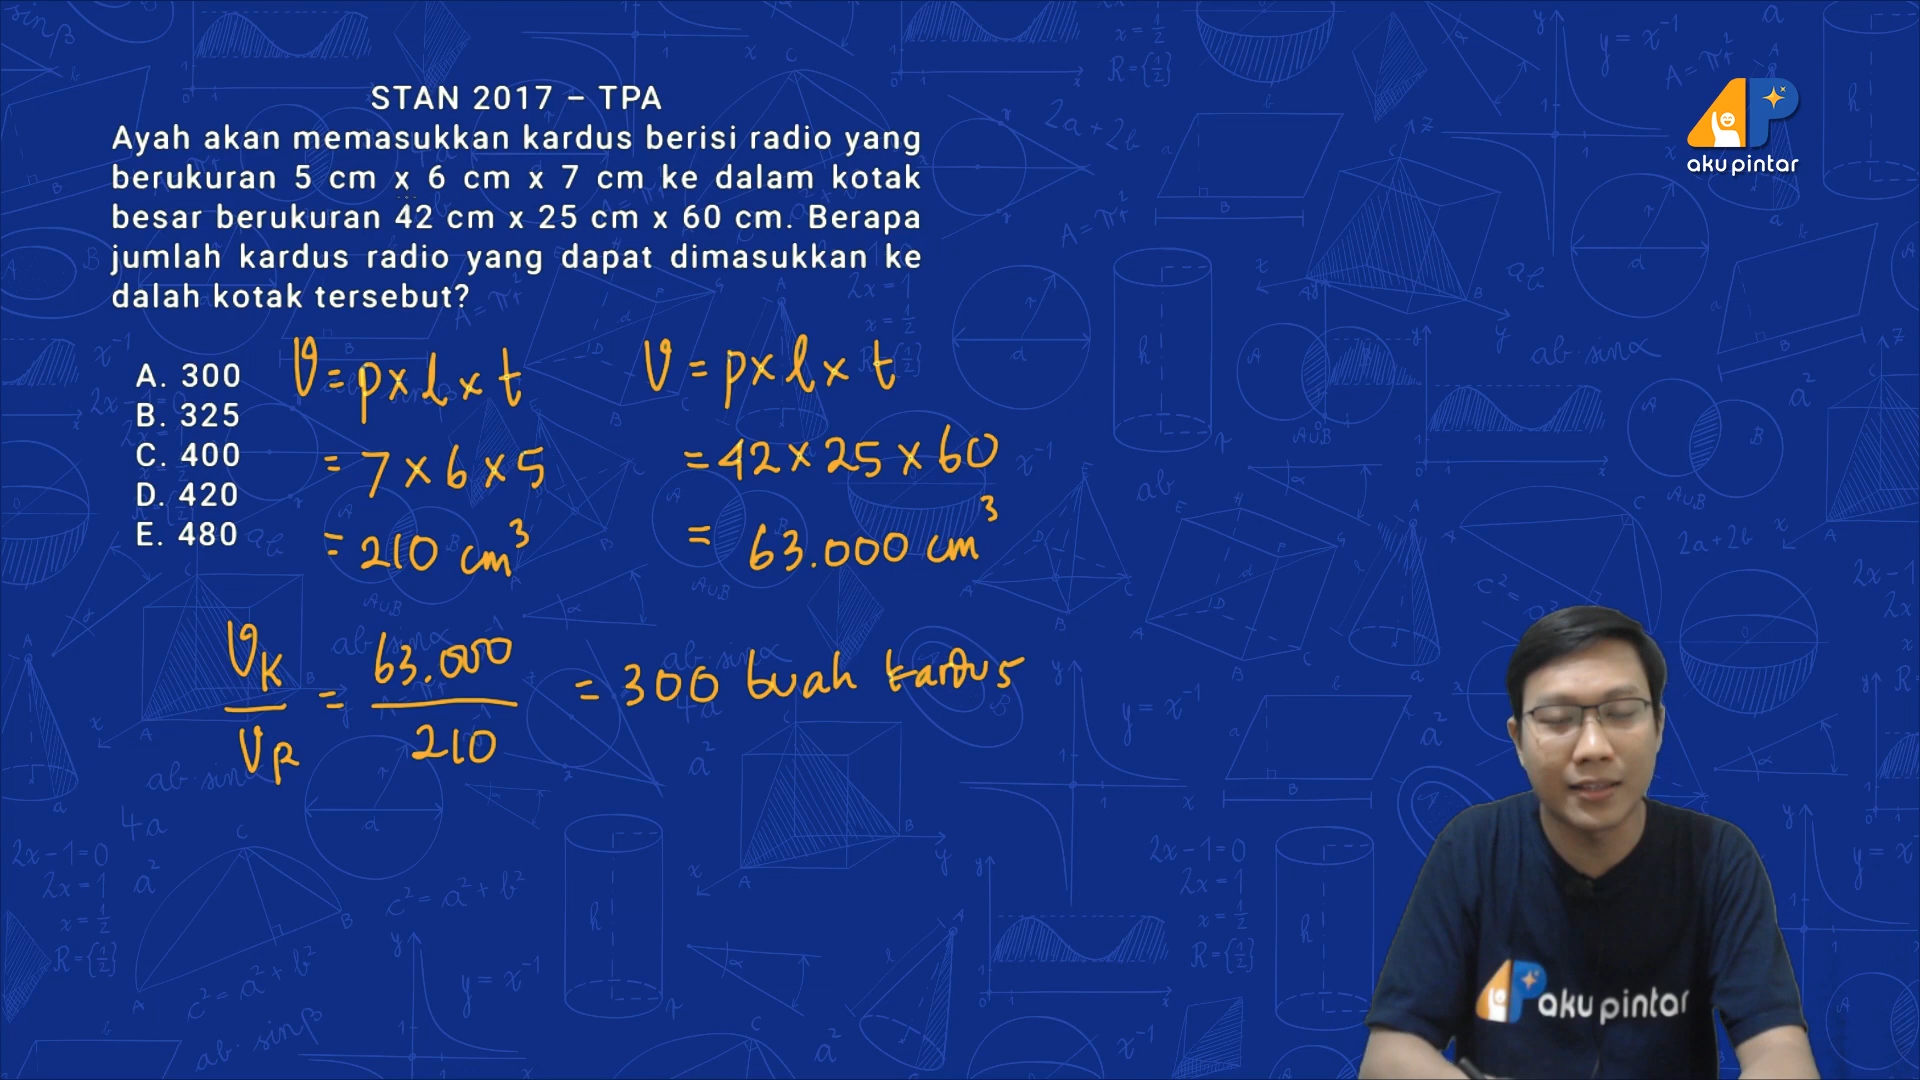 STAN 2017 – TPA
Ayah akan memasukkan kardus berisi radio yang
berukuran 5 cm x 6 cm x 7 cm ke dalam kotak
besar berukuran 42 cm x 25 cm x 60 cm. Berapa
jumlah kardus radio yang dapat dimasukkan ke
dalah kotak tersebut?
A. 300
B. 325
C. 400
D. 420
E. 480
V = p x l x t
= 7 x 6 x 5
= 210 cm³
V = p x l x t
= 42 x 25 x 60
= 63.000 cm³
VK / VR = 63.000 / 210 = 300 buah kardus
aku pintar
aku pintar